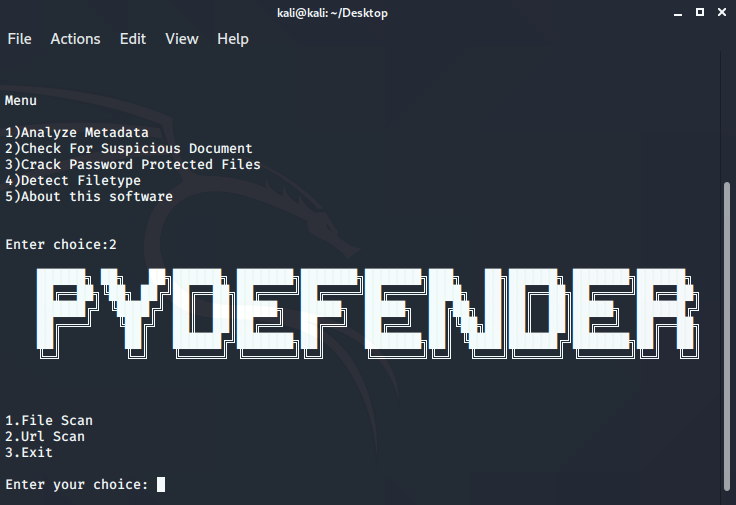 kali@kali: ~/Desktop
File Actions Edit View Help
Menu
1)Analyze Metadata
2)Check For Suspicious Document
3)Crack Password Protected Files
4)Detect Filetype
5)About this software
Enter choice:2
PYDEFENDER
1.File Scan
2.Url Scan
3.Exit
Enter your choice: